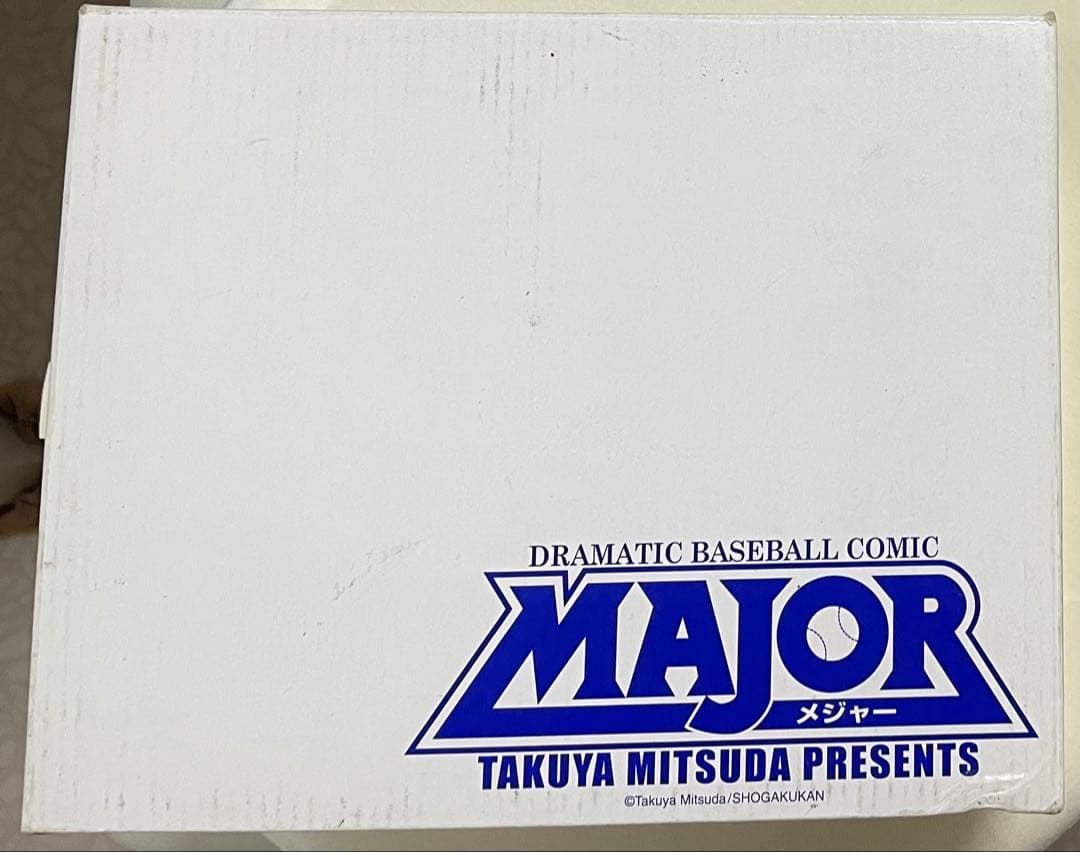 DRAMATIC BASEBALL COMIC
MAJOR
メジャー
TAKUYA MITSUDA PRESENTS
©Takuya Mitsuda/SHOGAKUKAN